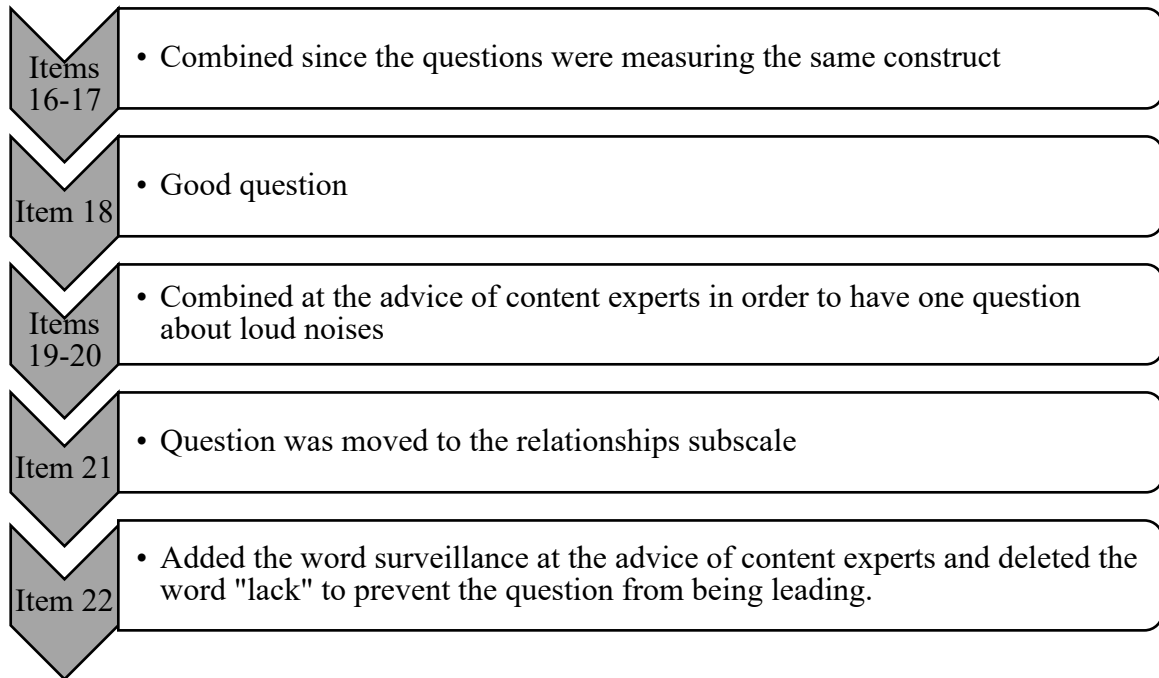 Items
16-17
• Combined since the questions were measuring the same construct
Item 18
• Good question
Items
19-20
• Combined at the advice of content experts in order to have one question
about loud noises
Item 21
• Question was moved to the relationships subscale
Item 22
• Added the word surveillance at the advice of content experts and deleted the
word "lack" to prevent the question from being leading.